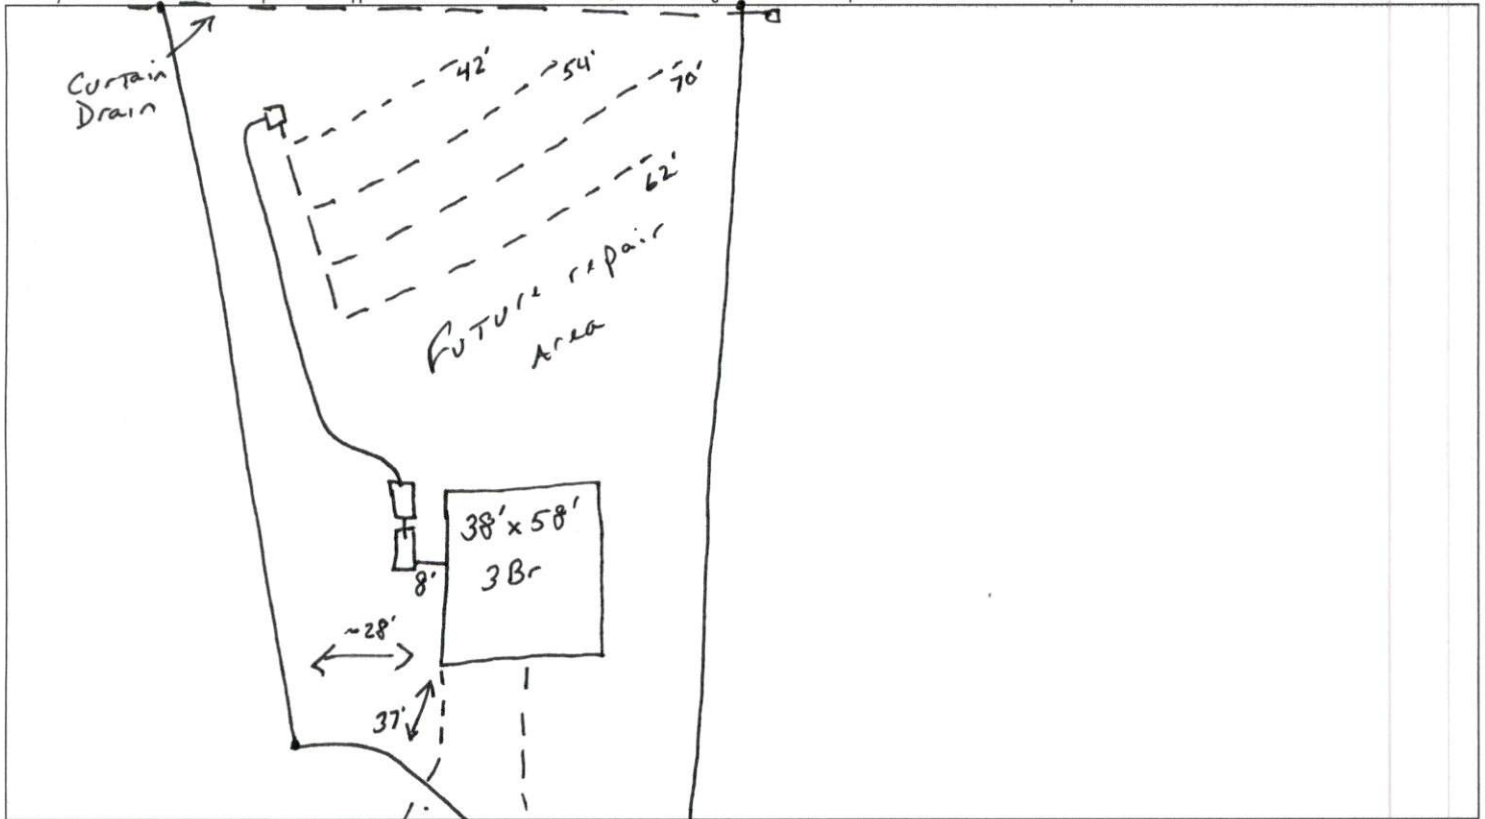 42'
54'
70'
Curtain
Drain
62'
Future repair
Area
38' x 58'
3 Br
8'
~28'
37'